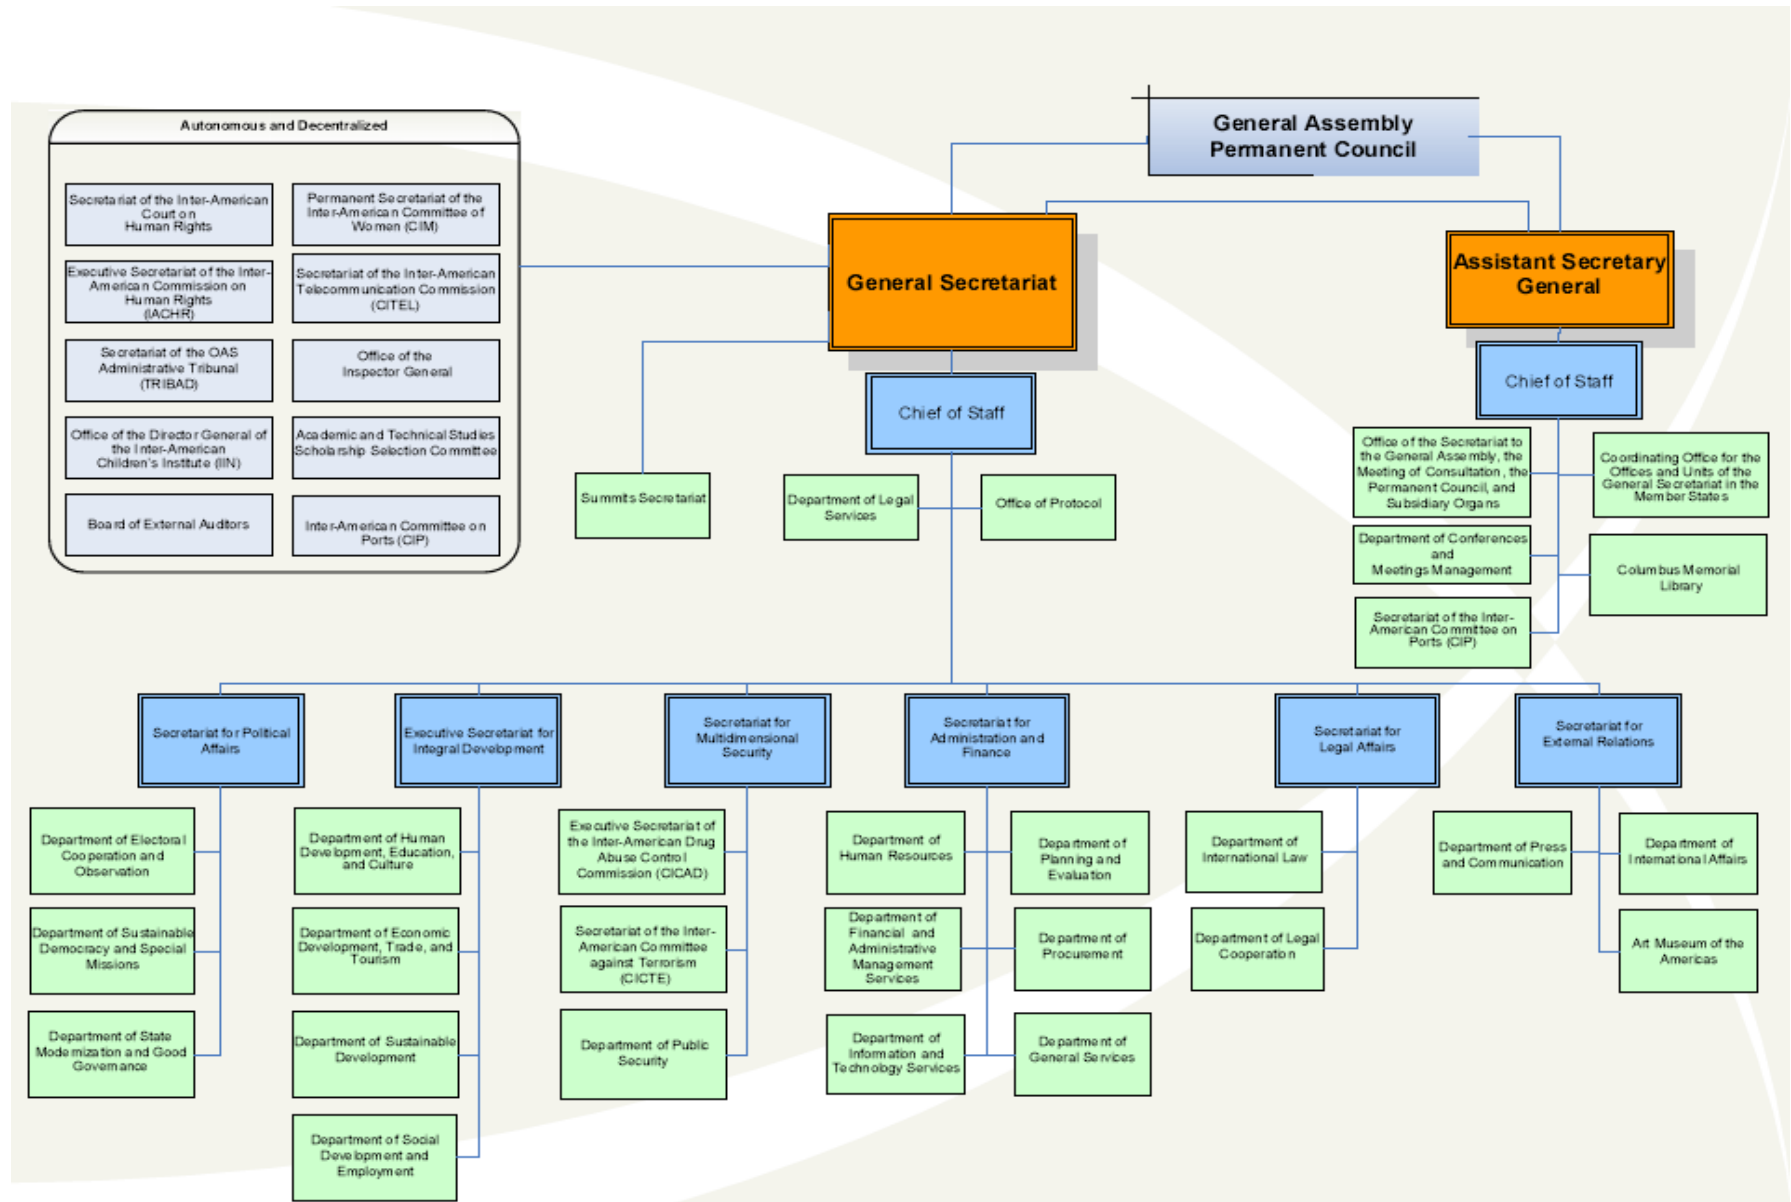 Autonomous and Decentralized
Secretariat of the Inter-American
Court on
Human Rights
Permanent Secretariat of the
Inter-American Committee of
Women (CIM)
Executive Secretariat of the Inter-
American Commission on
Human Rights
(IACHR)
Secretariat of the Inter-American
Telecommunication Commission
(CITEL)
Secretariat of the OAS
Administrative Tribunal
(TRIBAD)
Office of the
Inspector General
Office of the Director General of
the Inter-American
Children's Institute (IIN)
Academic and Technical Studies
Scholarship Selection Committee
Board of External Auditors
Inter-American Committee on
Ports (CIP)
General Assembly
Permanent Council
General Secretariat
Assistant Secretary
General
Chief of Staff
Chief of Staff
Summits Secretariat
Department of Legal
Services
Office of Protocol
Office of the Secretariat to
the General Assembly, the
Meeting of Consultation, the
Permanent Council, and
Subsidiary Organs
Coordinating Office for the
Offices and Units of the
General Secretariat in the
Member States
Department of Conferences
and
Meetings Management
Columbus Memorial
Library
Secretariat of the Inter-
American Committee on
Ports (CIP)
Secretariat for Political
Affairs
Executive Secretariat for
Integral Development
Secretariat for
Multidimensional
Security
Secretariat for
Administration and
Finance
Secretariat for
Legal Affairs
Secretariat for
External Relations
Department of Electoral
Cooperation and
Observation
Department of Sustainable
Democracy and Special
Missions
Department of State
Modernization and Good
Governance
Department of Human
Development, Education,
and Culture
Department of Economic
Development, Trade, and
Tourism
Department of Sustainable
Development
Department of Social
Development and
Employment
Executive Secretariat of
the Inter-American Drug
Abuse Control
Commission (CICAD)
Secretariat of the Inter-
American Committee
against Terrorism
(CICTE)
Department of Public
Security
Department of
Human Resources
Department of
Planning and
Evaluation
Department of
Financial and
Administrative
Management
Services
Department of
Procurement
Department of
Information and
Technology Services
Department of
General Services
Department of
International Law
Department of Legal
Cooperation
Department of Press
and Communication
Department of
International Affairs
Art Museum of the
Americas